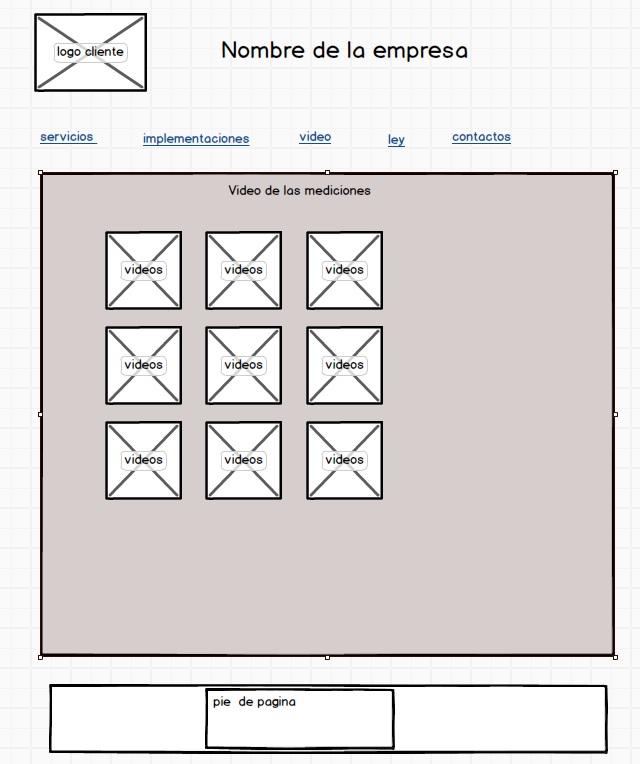 logo cliente
Nombre de la empresa
servicios
implementaciones
video
ley
contactos
Video de las mediciones
videos
videos
videos
videos
videos
videos
videos
videos
videos
pie de pagina